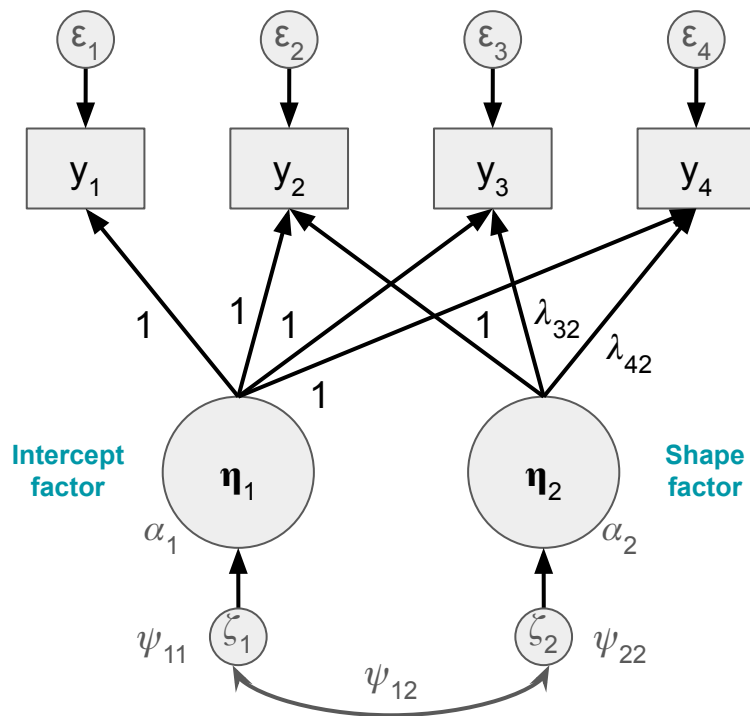 ε₁ ε₂ ε₃ ε₄
y₁ y₂ y₃ y₄
1 1 1 1 λ₃₂
1 λ₄₂
Intercept
factor
η₁
η₂
Shape
factor
α₁ α₂
ψ₁₁ ζ₁ ζ₂ ψ₂₂
ψ₁₂